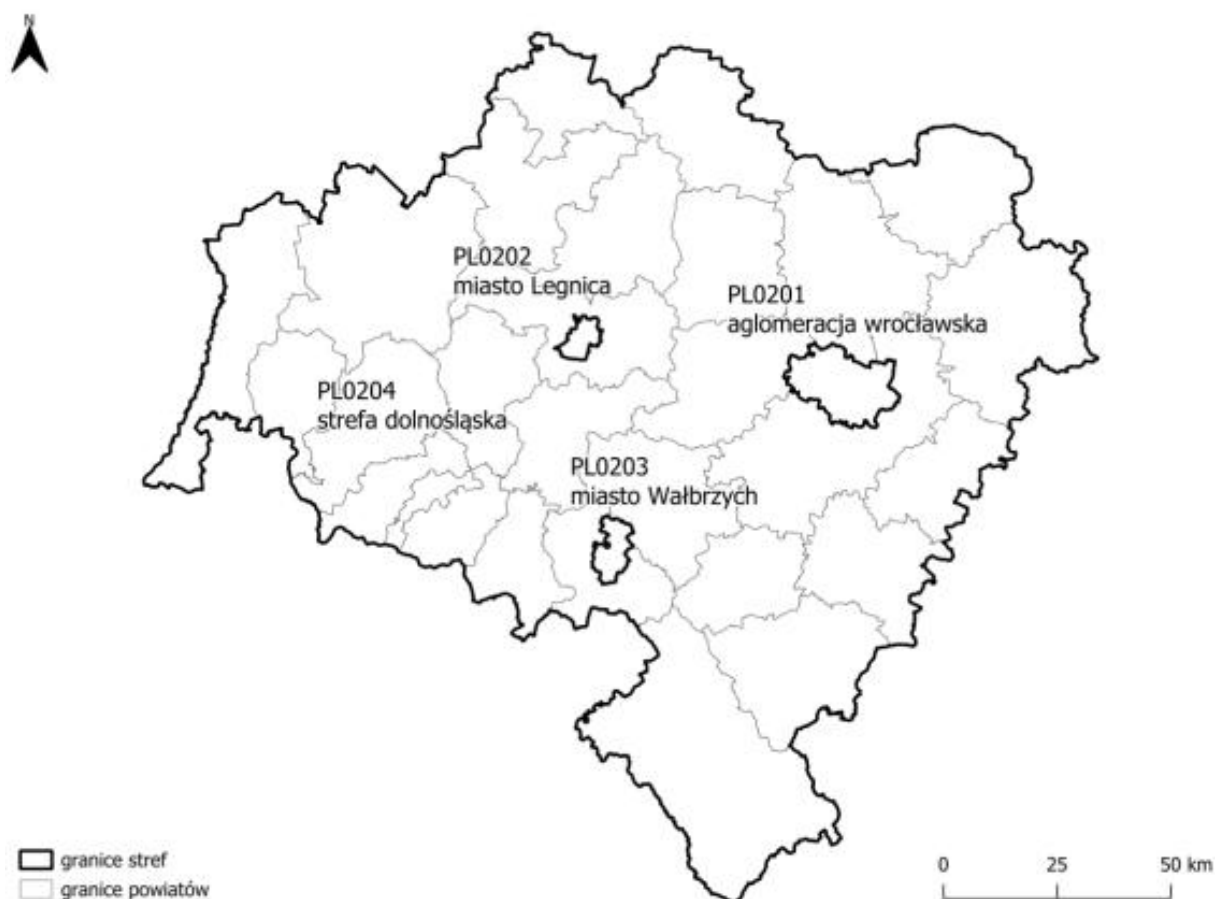 N
PL0202
miasto Legnica
PL0201
aglomeracja wrocławska
PL0204
strefa dolnośląska
PL0203
miasto Wałbrzych
granice stref
granice powiatów
0 25 50 km